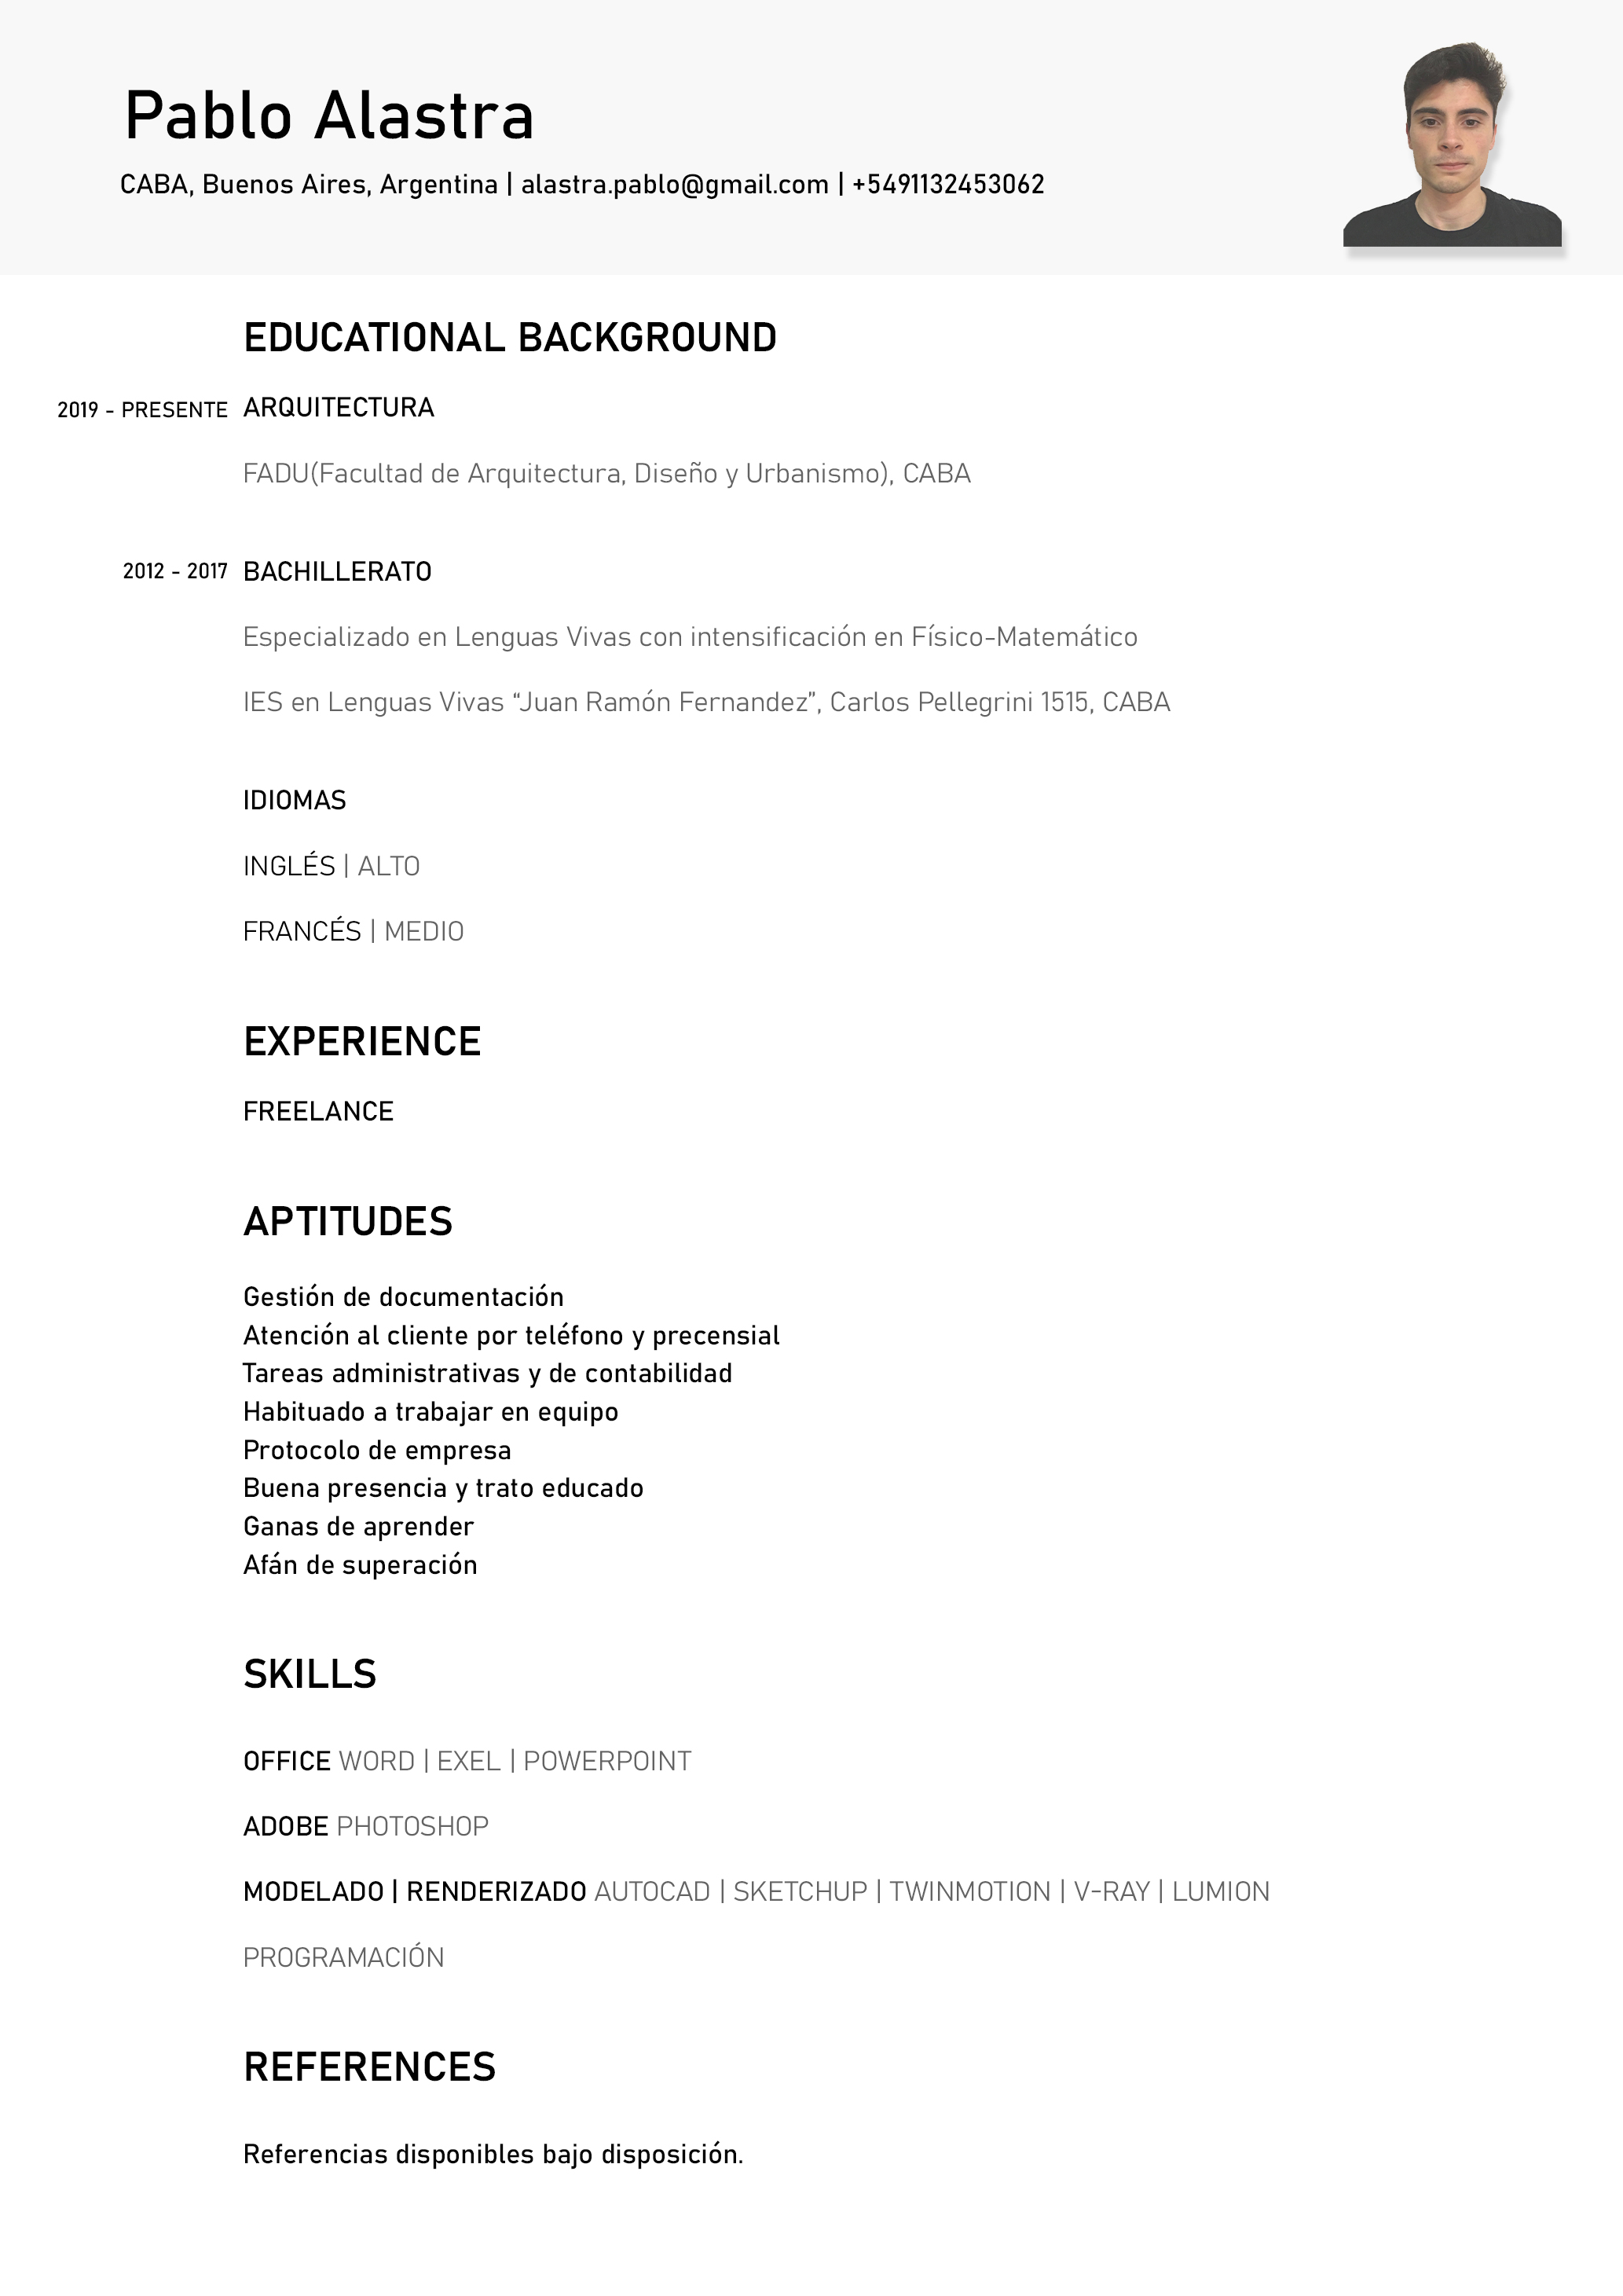 Pablo Alastra
CABA, Buenos Aires, Argentina | alastra.pablo@gmail.com | +5491132453062
EDUCATIONAL BACKGROUND
2019 - PRESENTE ARQUITECTURA
FADU(Facultad de Arquitectura, Diseño y Urbanismo), CABA
2012 - 2017 BACHILLERATO
Especializado en Lenguas Vivas con intensificación en Físico-Matemático
IES en Lenguas Vivas “Juan Ramón Fernandez”, Carlos Pellegrini 1515, CABA
IDIOMAS
INGLÉS | ALTO
FRANCÉS | MEDIO
EXPERIENCE
FREELANCE
APTITUDES
Gestión de documentación
Atención al cliente por teléfono y precensial
Tareas administrativas y de contabilidad
Habituado a trabajar en equipo
Protocolo de empresa
Buena presencia y trato educado
Ganas de aprender
Afán de superación
SKILLS
OFFICE WORD | EXEL | POWERPOINT
ADOBE PHOTOSHOP
MODELADO | RENDERIZADO AUTOCAD | SKETCHUP | TWINMOTION | V-RAY | LUMION
PROGRAMACIÓN
REFERENCES
Referencias disponibles bajo disposición.